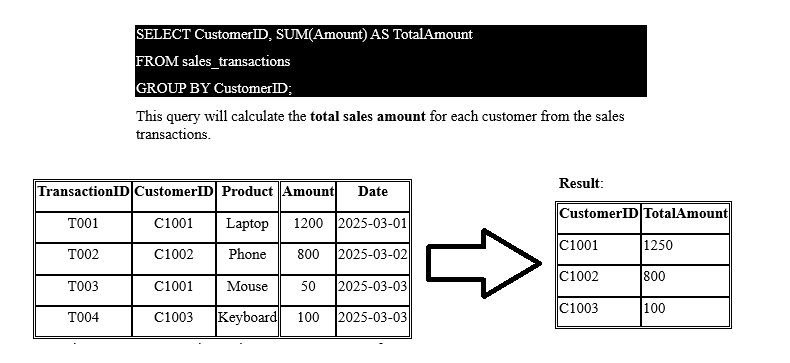 SELECT CustomerID, SUM(Amount) AS TotalAmount
FROM sales_transactions
GROUP BY CustomerID;
This query will calculate the total sales amount for each customer from the sales
transactions.
TransactionID CustomerID Product Amount Date
T001 C1001 Laptop 1200 2025-03-01
T002 C1002 Phone 800 2025-03-02
T003 C1001 Mouse 50 2025-03-03
T004 C1003 Keyboard 100 2025-03-03
Result:
CustomerID TotalAmount
C1001 1250
C1002 800
C1003 100